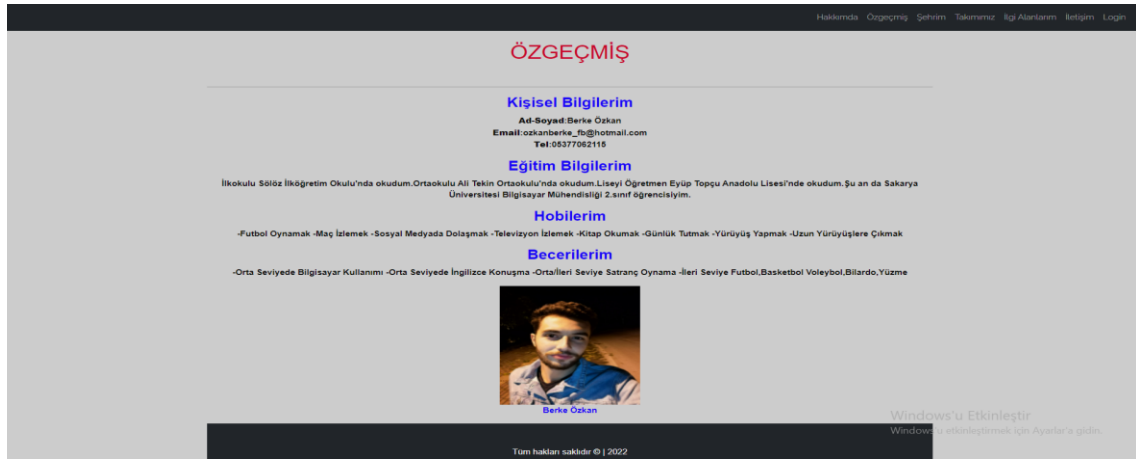 Hakkımda Özgeçmiş Şehrim Takımımız İlgi Alanlarım İletişim Login
ÖZGEÇMİŞ
Kişisel Bilgilerim
Ad-Soyad:Berke Özkan
Email:ozkanberke_fb@hotmail.com
Tel:05377062115
Eğitim Bilgilerim
İlkokulu Sölöz İlköğretim Okulu'nda okudum.Ortaokulu Ali Tekin Ortaokulu'nda okudum.Liseyi Öğretmen Eyüp Topçu Anadolu Lisesi'nde okudum.Şu an da Sakarya
Üniversitesi Bilgisayar Mühendisliği 2.sınıf öğrencisiyim.
Hobilerim
-Futbol Oynamak -Maç İzlemek -Sosyal Medyada Dolaşmak -Televizyon İzlemek -Kitap Okumak -Günlük Tutmak -Yürüyüş Yapmak -Uzun Yürüyüşlere Çıkmak
Becerilerim
-Orta Seviyede Bilgisayar Kullanımı -Orta Seviyede İngilizce Konuşma -Orta/İleri Seviye Satranç Oynama -İleri Seviye Futbol,Basketbol Voleybol,Bilardo,Yüzme
Berke Özkan
Windows'u Etkinleştir
Windows'u etkinleştirmek için Ayarlar'a gidin.
Tüm hakları saklıdır © | 2022